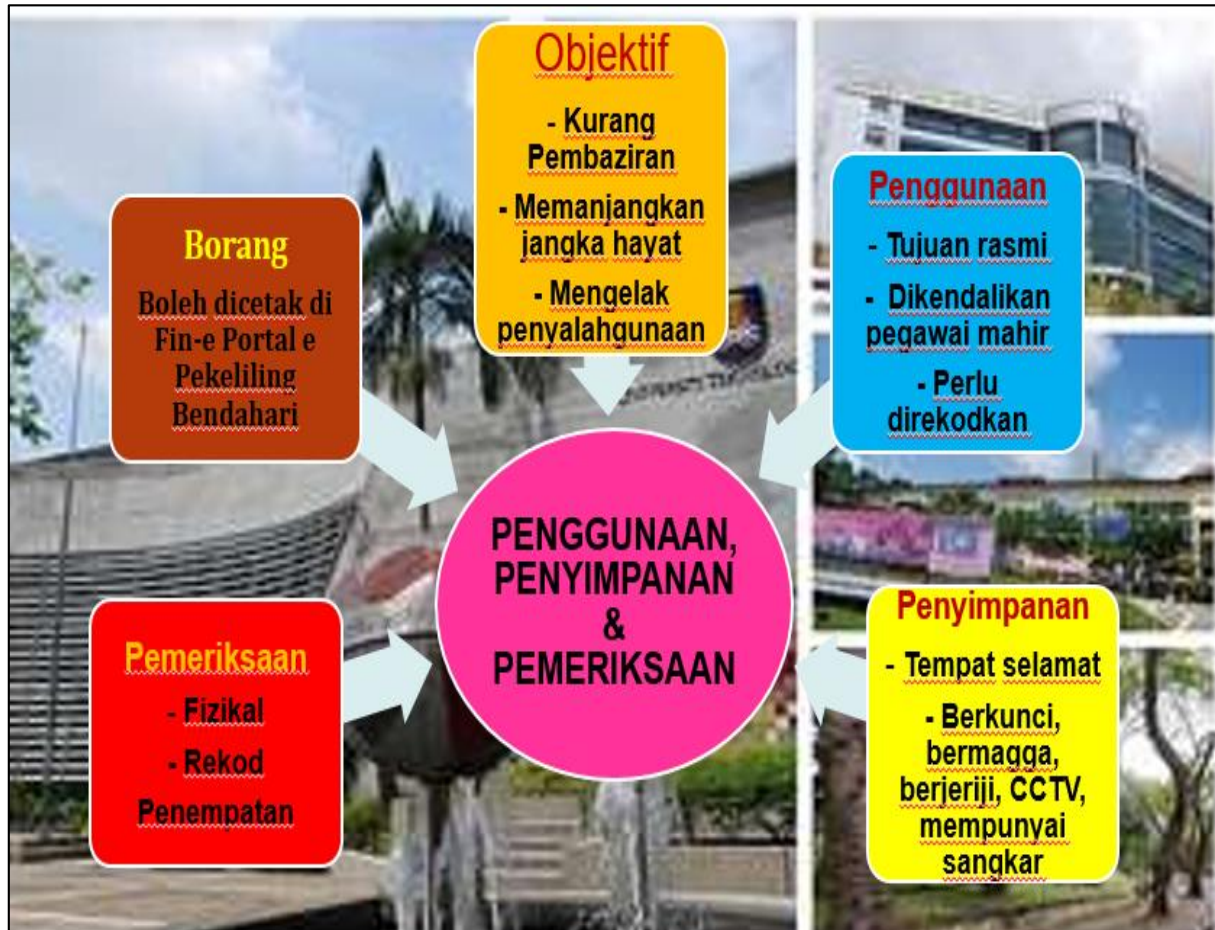 Objektif
- Kurang
Pembaziran
- Memanjangkan
jangka hayat
- Mengelak
penyalahgunaan
Penggunaan
- Tujuan rasmi
- Dikendalikan
pegawai mahir
- Perlu
direkodkan
Borang
Boleh dicetak di
Fin-e Portal e
Pekeliling
Bendahari
PENGGUNAAN,
PENYIMPANAN
&
PEMERIKSAAN
Pemeriksaan
- Fizikal
- Rekod
Penempatan
Penyimpanan
- Tempat selamat
- Berkunci,
bermagga,
berjeriji, CCTV,
mempunyai
sangkar